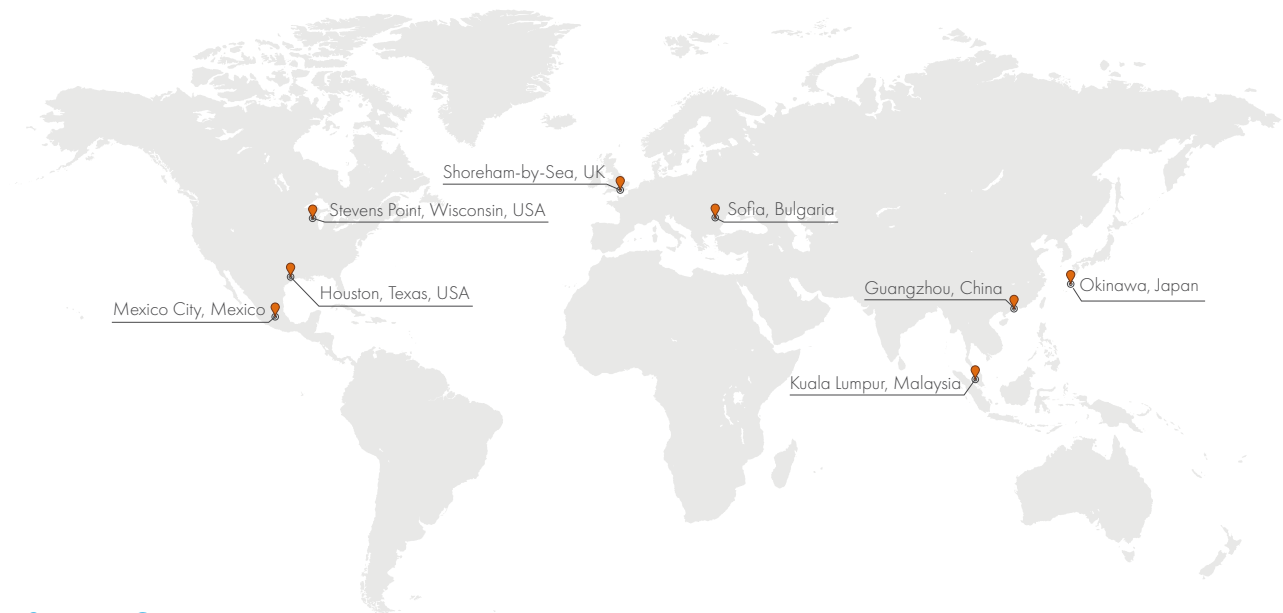 Shoreham-by-Sea, UK
Stevens Point, Wisconsin, USA
Sofia, Bulgaria
Houston, Texas, USA
Mexico City, Mexico
Guangzhou, China
Okinawa, Japan
Kuala Lumpur, Malaysia